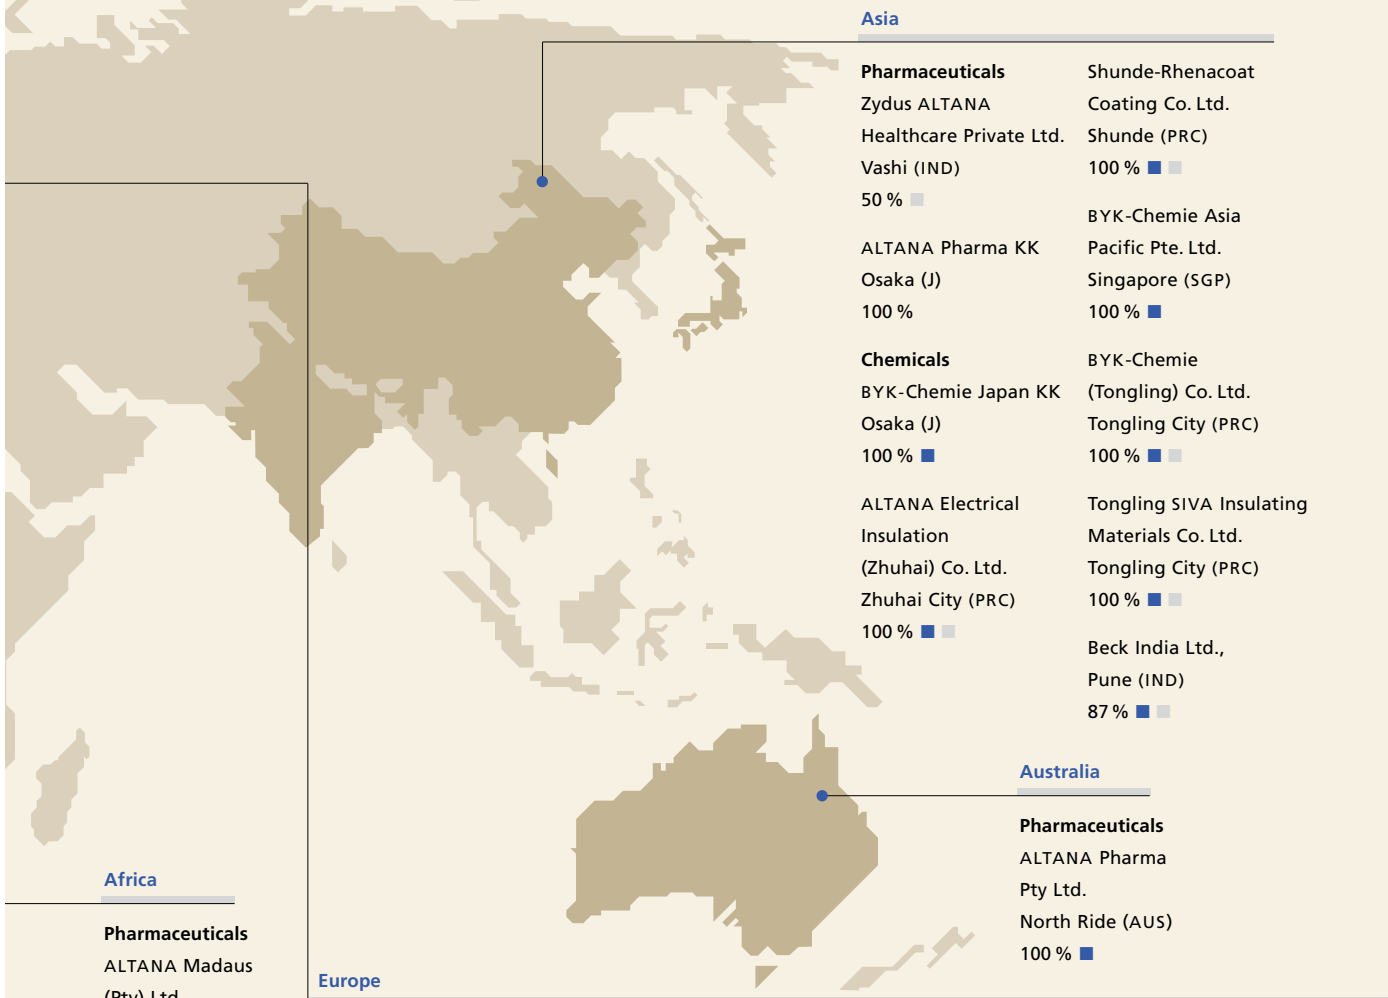 Asia
Pharmaceuticals
Zydus ALTANA
Healthcare Private Ltd.
Vashi (IND)
50 %
ALTANA Pharma KK
Osaka (J)
100 %
Chemicals
BYK-Chemie Japan KK
Osaka (J)
100 %
ALTANA Electrical
Insulation
(Zhuhai) Co. Ltd.
Zhuhai City (PRC)
100 %
Shunde-Rhenacoat
Coating Co. Ltd.
Shunde (PRC)
100 %
BYK-Chemie Asia
Pacific Pte. Ltd.
Singapore (SGP)
100 %
BYK-Chemie
(Tongling) Co. Ltd.
Tongling City (PRC)
100 %
Tongling SIVA Insulating
Materials Co. Ltd.
Tongling City (PRC)
100 %
Beck India Ltd.,
Pune (IND)
87 %
Australia
Pharmaceuticals
ALTANA Pharma
Pty Ltd.
North Ride (AUS)
100 %
Africa
Pharmaceuticals
ALTANA Madaus
(Pty) Ltd.
Europe